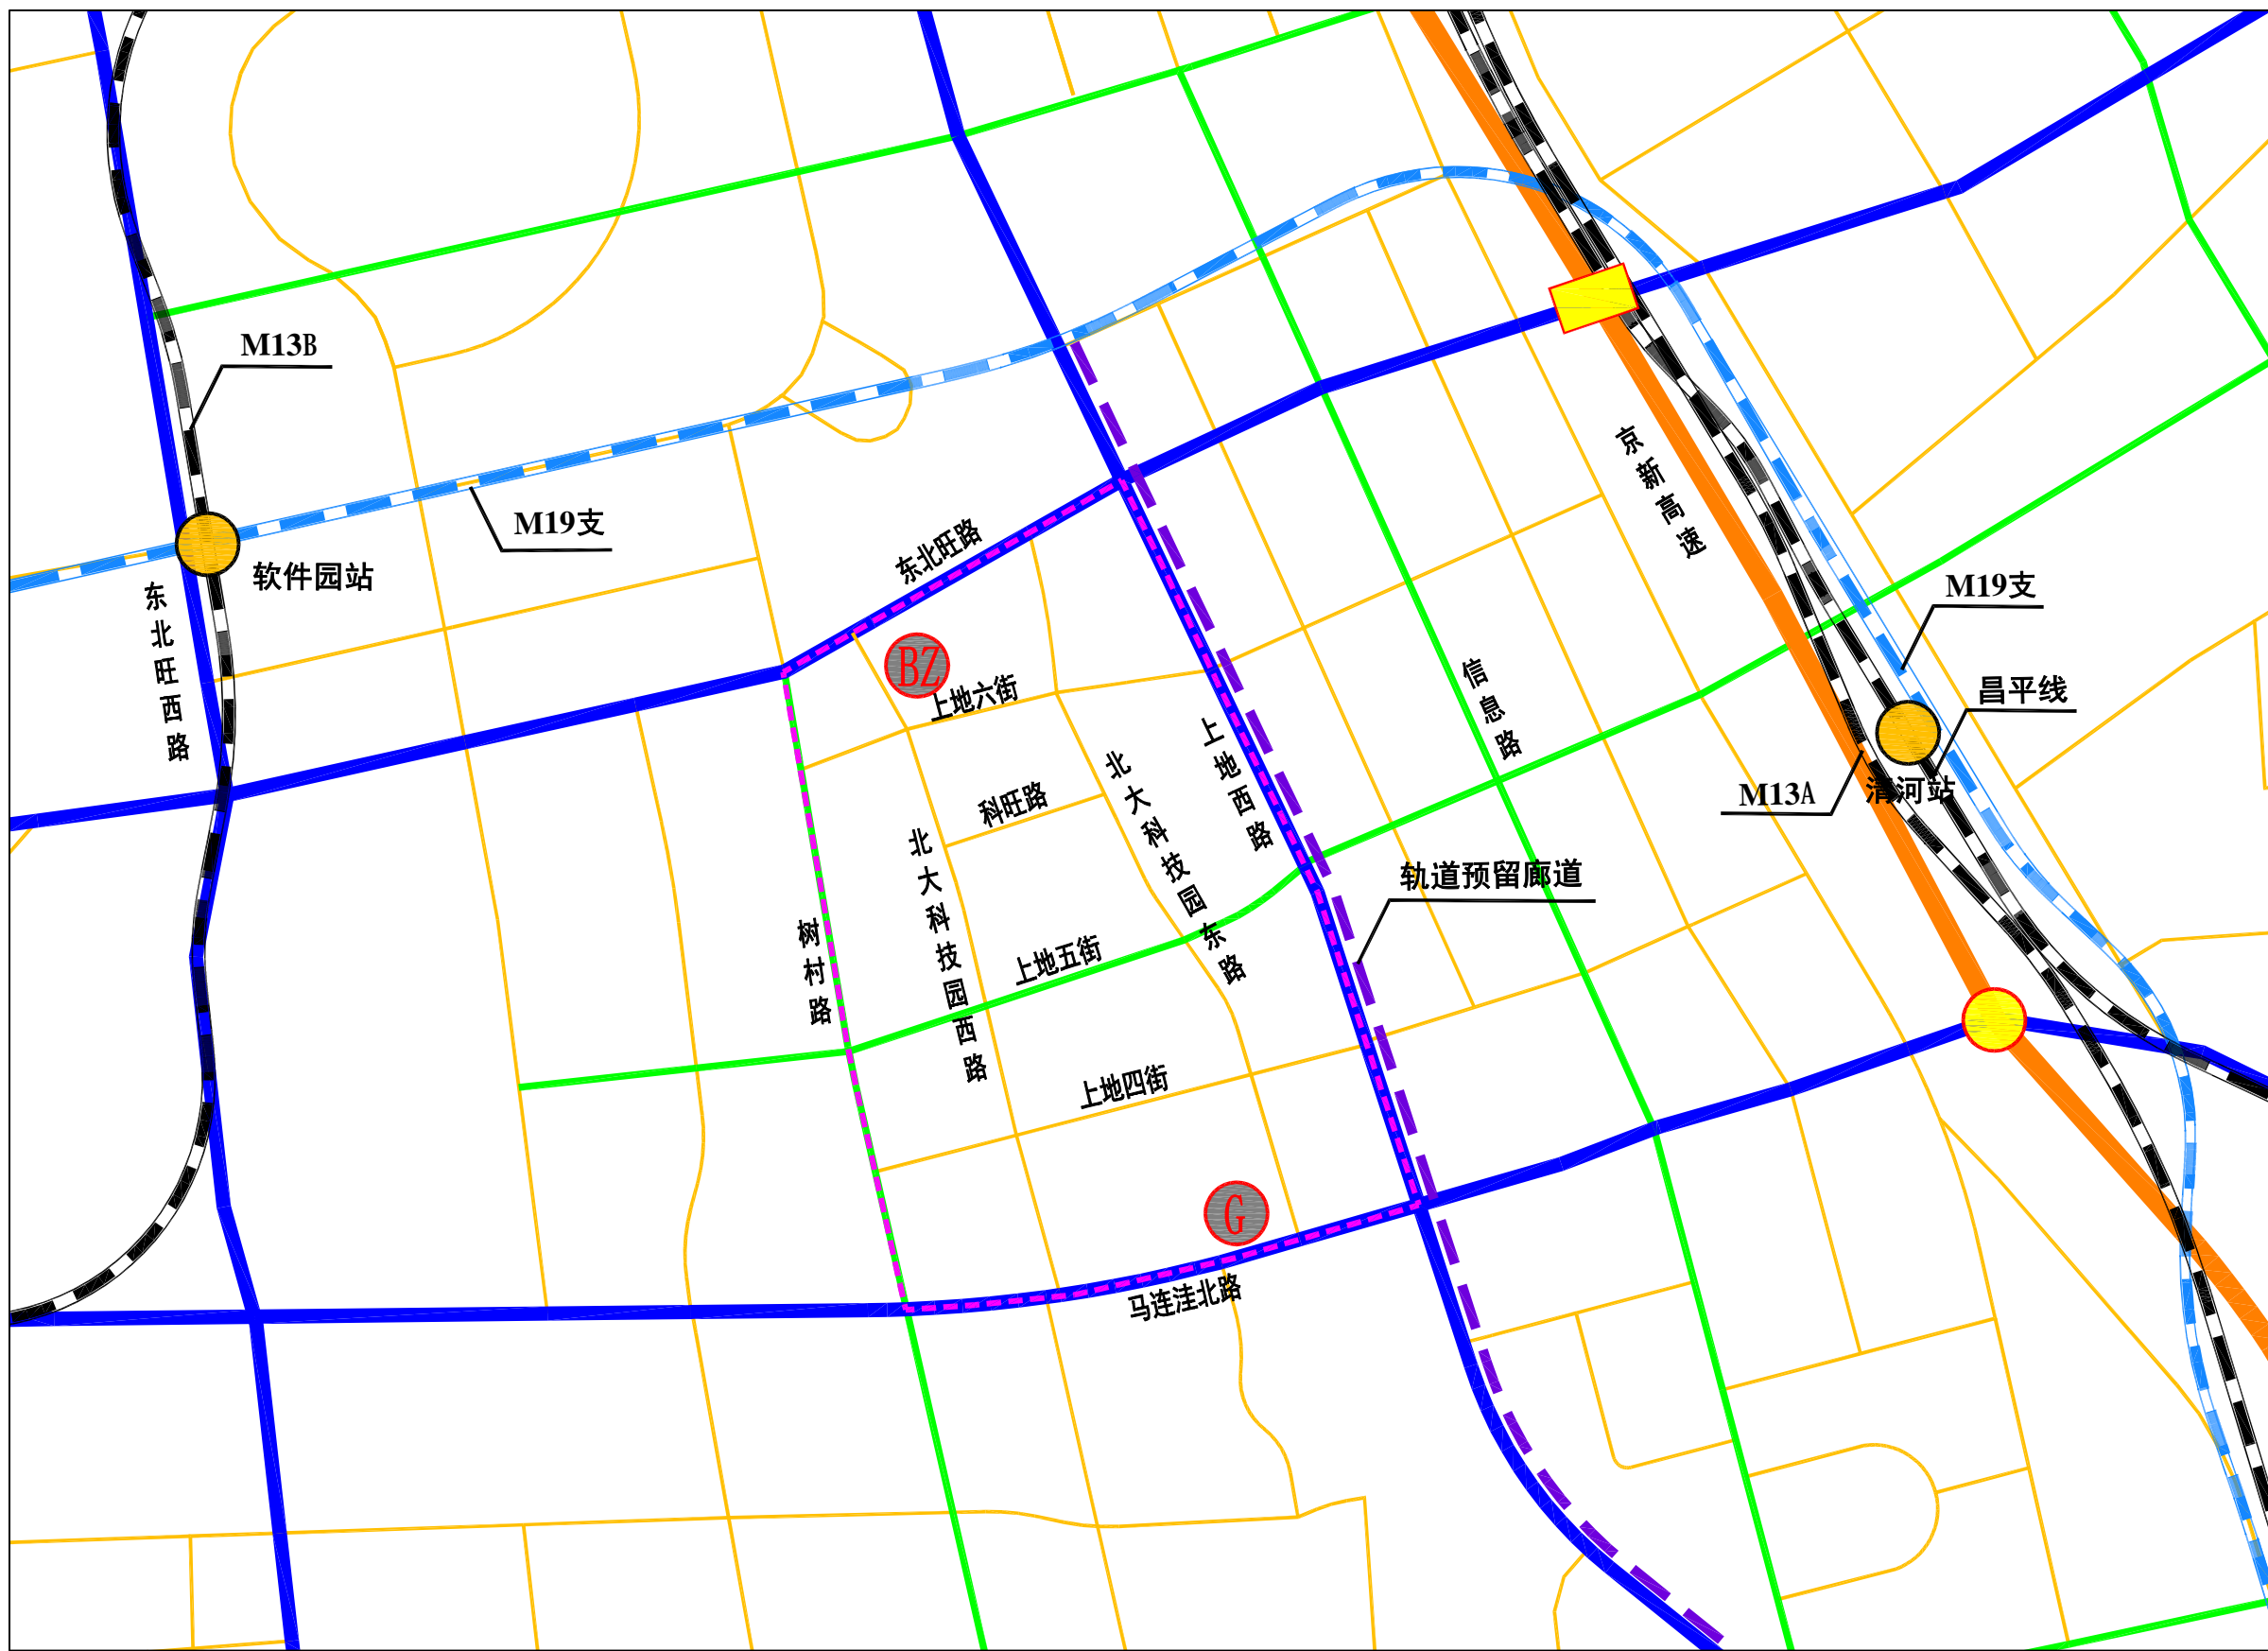 M13B
M19支
软件园站
东北旺西路
东北旺路
京新高速
M19支
BZ
上地六街
信息路
昌平线
上地西路
北大科技园东路
M13A
清河站
科旺路
北大科技园西路
轨道预留廊道
树村路
上地五街
上地四街
G
马连洼北路